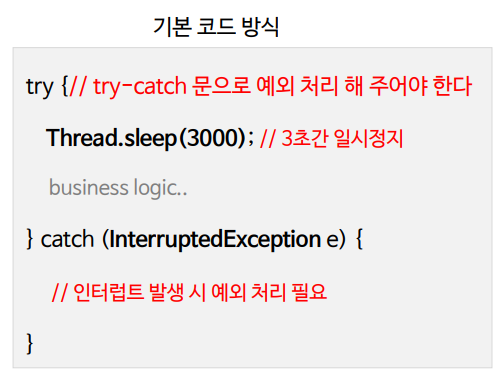 기본 코드 방식
try {// try-catch 문으로 예외 처리 해 주어야 한다
Thread.sleep(3000); // 3초간 일시정지
business logic..
} catch (InterruptedException e) {
// 인터럽트 발생 시 예외 처리 필요
}